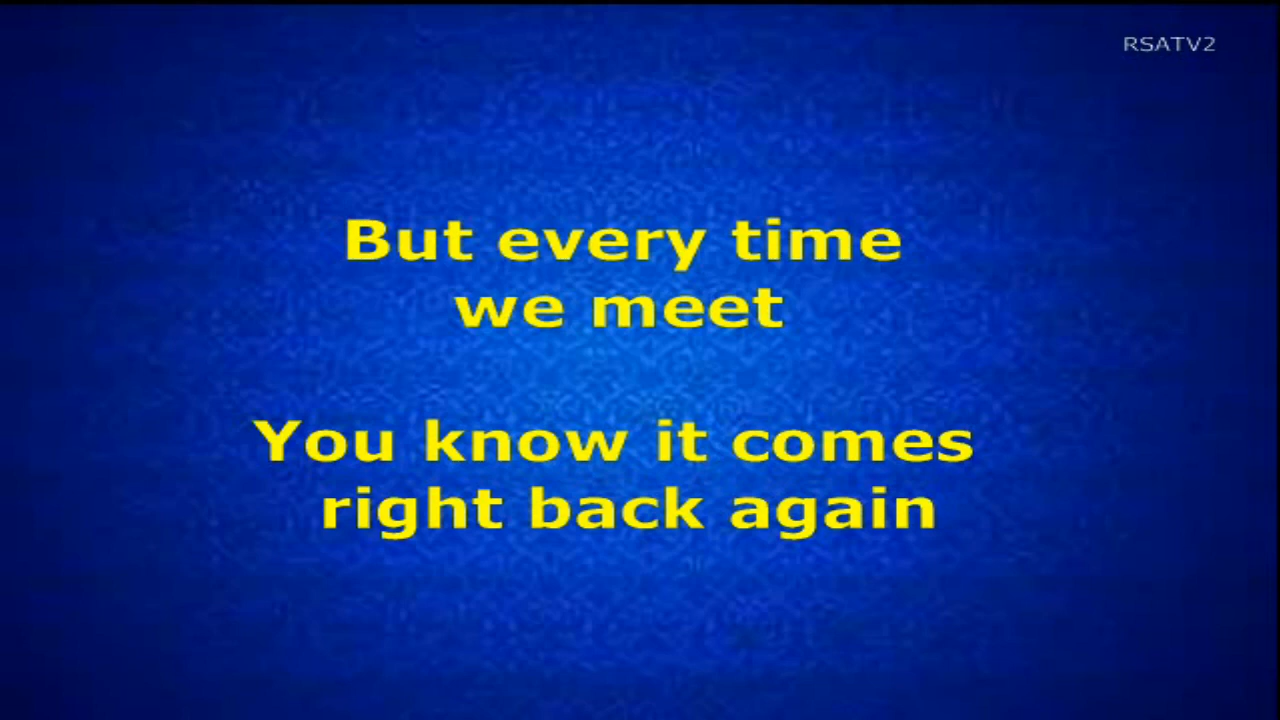 RSATV2
But every time
we meet
You know it comes
right back again